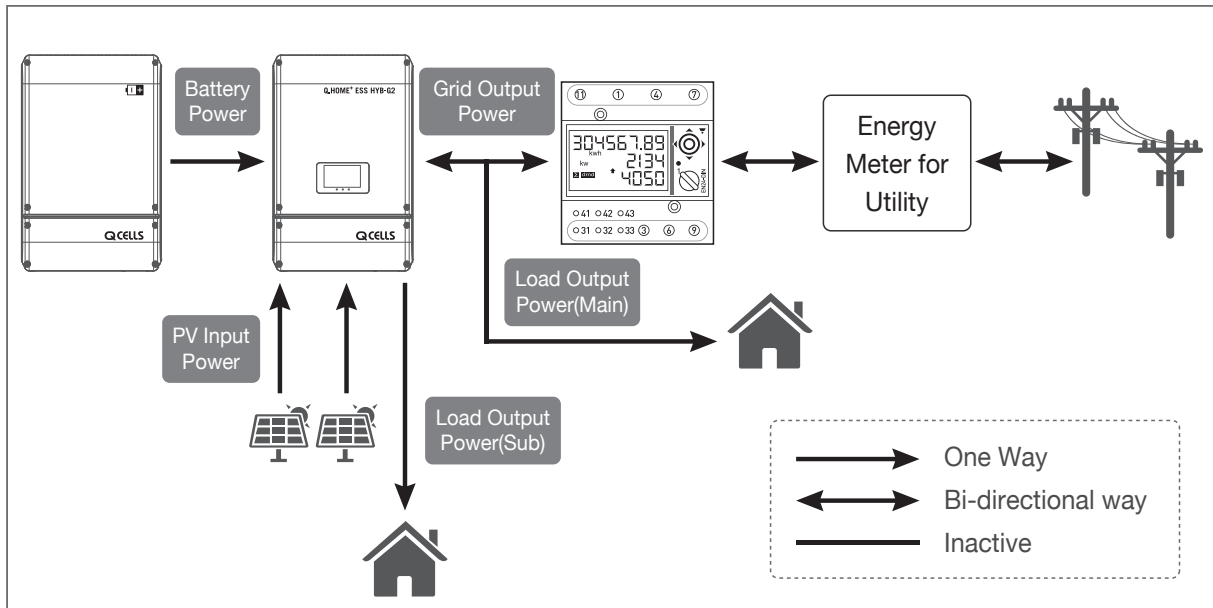 Battery
Power
Q.HOME⁺ ESS HYB-G2
Grid Output
Power
QCELLS
QCELLS
⑪ ① ④ ⑦
304567.89
kwh
kw
2134
4050
EN24-DIN
41 42 43
31 32 33 ③ ⑥ ⑨
Energy
Meter for
Utility
PV Input
Power
Load Output
Power(Main)
Load Output
Power(Sub)
One Way
Bi-directional way
Inactive